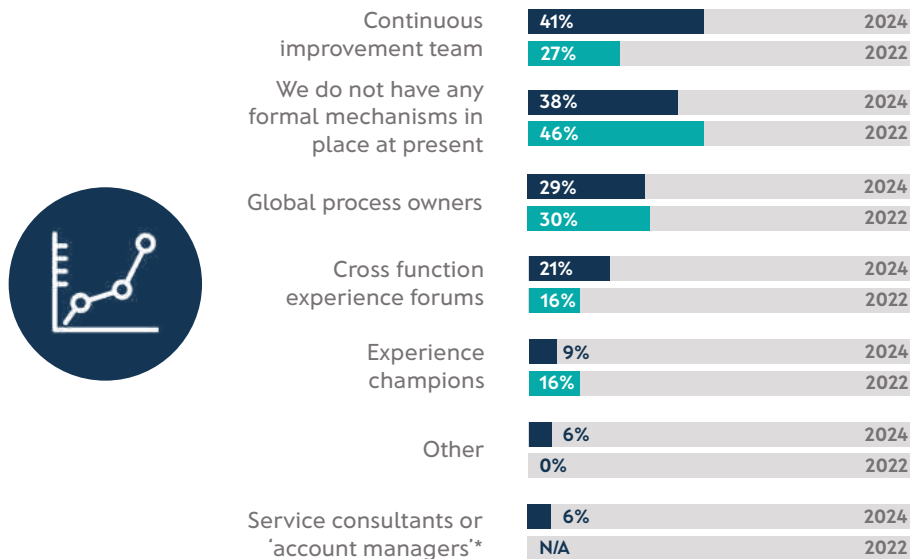 Continuous
improvement team
41% 2024
27% 2022
We do not have any
formal mechanisms in
place at present
38% 2024
46% 2022
Global process owners
29% 2024
30% 2022
Cross function
experience forums
21% 2024
16% 2022
Experience
champions
9% 2024
16% 2022
Other
6% 2024
0% 2022
Service consultants or
‘account managers’*
6% 2024
N/A 2022